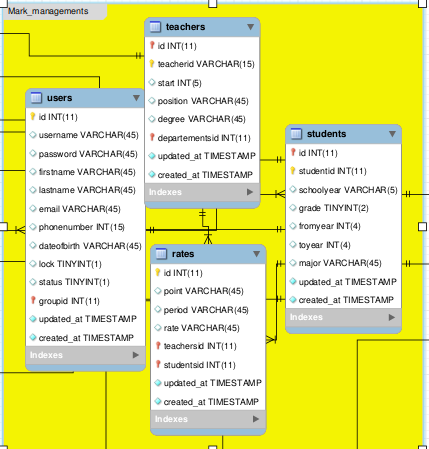 Mark_managements
teachers
id INT(11)
teacherid VARCHAR(15)
start INT(5)
position VARCHAR(45)
degree VARCHAR(45)
departementsid INT(11)
updated_at TIMESTAMP
created_at TIMESTAMP
Indexes
users
id INT(11)
username VARCHAR(45)
password VARCHAR(45)
firstname VARCHAR(45)
lastname VARCHAR(45)
email VARCHAR(45)
phonenumber INT(15)
dateofbirth VARCHAR(45)
lock TINYINT(1)
status TINYINT(1)
groupid INT(11)
updated_at TIMESTAMP
created_at TIMESTAMP
Indexes
students
id INT(11)
studentid INT(11)
schoolyear VARCHAR(5)
grade TINYINT(2)
fromyear INT(4)
toyear INT(4)
major VARCHAR(45)
updated_at TIMESTAMP
created_at TIMESTAMP
Indexes
rates
id INT(11)
point VARCHAR(45)
period VARCHAR(45)
rate VARCHAR(45)
teachersid INT(11)
studentsid INT(11)
updated_at TIMESTAMP
created_at TIMESTAMP
Indexes